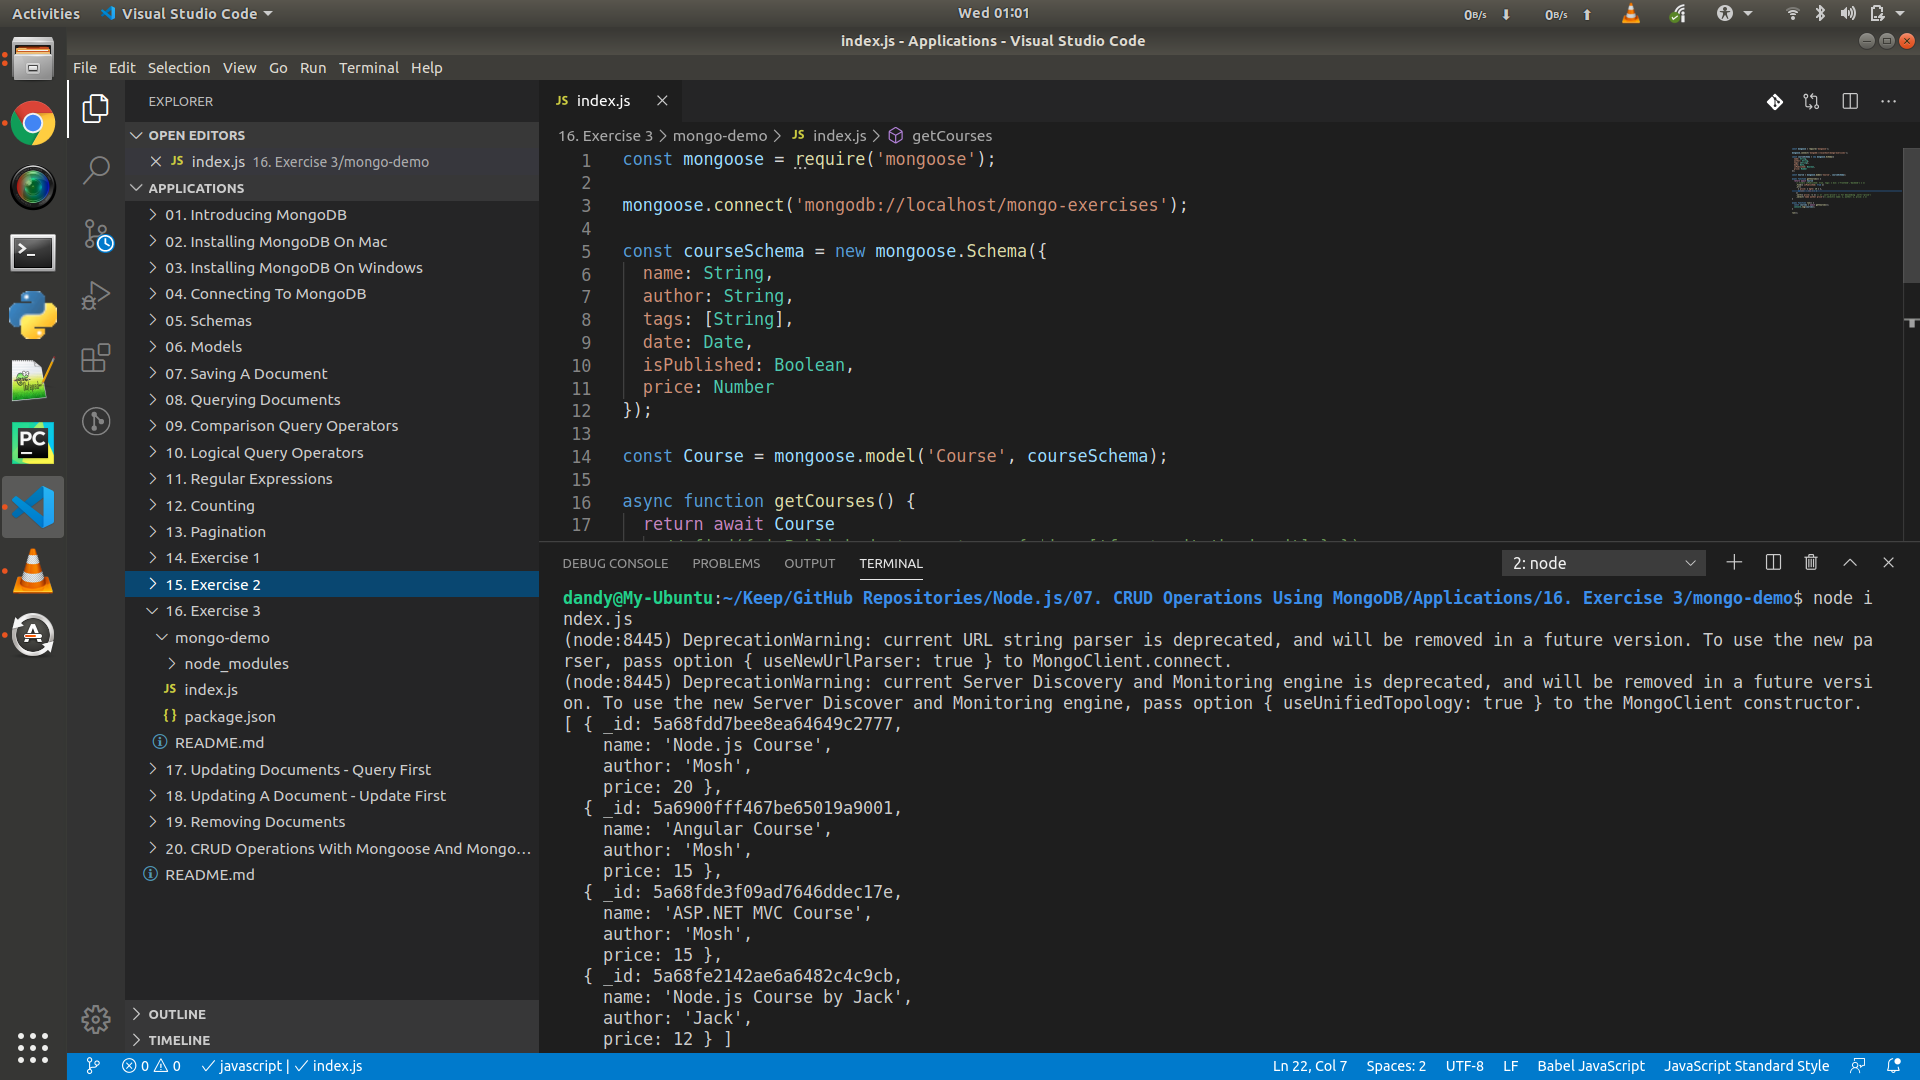 Activities
Visual Studio Code
Wed 01:01
0B/s
0B/s
index.js - Applications - Visual Studio Code
File Edit Selection View Go Run Terminal Help
EXPLORER
OPEN EDITORS
JS index.js 16. Exercise 3/mongo-demo
APPLICATIONS
01. Introducing MongoDB
02. Installing MongoDB On Mac
03. Installing MongoDB On Windows
04. Connecting To MongoDB
05. Schemas
06. Models
07. Saving A Document
08. Querying Documents
09. Comparison Query Operators
10. Logical Query Operators
11. Regular Expressions
12. Counting
13. Pagination
14. Exercise 1
15. Exercise 2
16. Exercise 3
mongo-demo
node_modules
JS index.js
{} package.json
README.md
17. Updating Documents - Query First
18. Updating A Document - Update First
19. Removing Documents
20. CRUD Operations With Mongoose And Mongo...
README.md
OUTLINE
TIMELINE
PC
JS index.js
16. Exercise 3 > mongo-demo > JS index.js > getCourses
1 const mongoose = require('mongoose');
2
3 mongoose.connect('mongodb://localhost/mongo-exercises');
4
5 const courseSchema = new mongoose.Schema({
6 name: String,
7 author: String,
8 tags: [String],
9 date: Date,
10 isPublished: Boolean,
11 price: Number
12 });
13
14 const Course = mongoose.model('Course', courseSchema);
15
16 async function getCourses() {
17 return await Course
DEBUG CONSOLE PROBLEMS OUTPUT TERMINAL
2: node
dandy@My-Ubuntu:~/Keep/GitHub Repositories/Node.js/07. CRUD Operations Using MongoDB/Applications/16. Exercise 3/mongo-demo$ node i
ndex.js
(node:8445) DeprecationWarning: current URL string parser is deprecated, and will be removed in a future version. To use the new pa
rser, pass option { useNewUrlParser: true } to MongoClient.connect.
(node:8445) DeprecationWarning: current Server Discovery and Monitoring engine is deprecated, and will be removed in a future versi
on. To use the new Server Discover and Monitoring engine, pass option { useUnifiedTopology: true } to the MongoClient constructor.
[ { _id: 5a68fdd7bee8ea64649c2777,
name: 'Node.js Course',
author: 'Mosh',
price: 20 },
{ _id: 5a6900fff467be65019a9001,
name: 'Angular Course',
author: 'Mosh',
price: 15 },
{ _id: 5a68fde3f09ad7646ddec17e,
name: 'ASP.NET MVC Course',
author: 'Mosh',
price: 15 },
{ _id: 5a68fe2142ae6a6482c4c9cb,
name: 'Node.js Course by Jack',
author: 'Jack',
price: 12 } ]
0 0
javascript | index.js
Ln 22, Col 7 Spaces: 2 UTF-8 LF Babel JavaScript JavaScript Standard Style